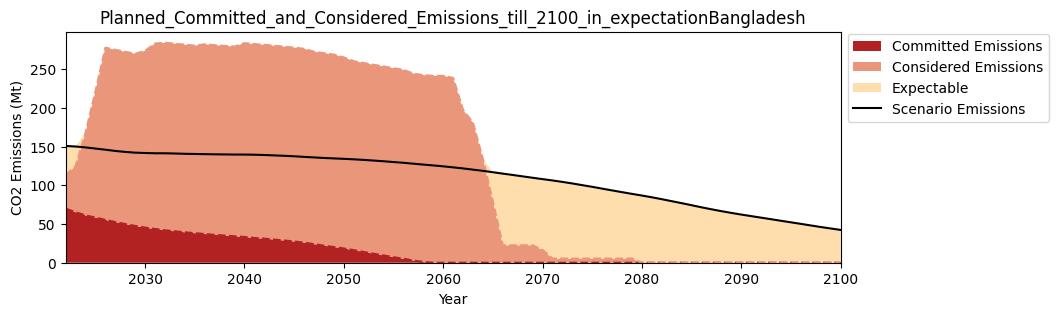 Planned_Committed_and_Considered_Emissions_till_2100_in_expectationBangladesh
Committed Emissions
Considered Emissions
Expectable
Scenario Emissions
CO2 Emissions (Mt)
250
200
150
100
50
0
2030 2040 2050 2060 2070 2080 2090 2100
Year